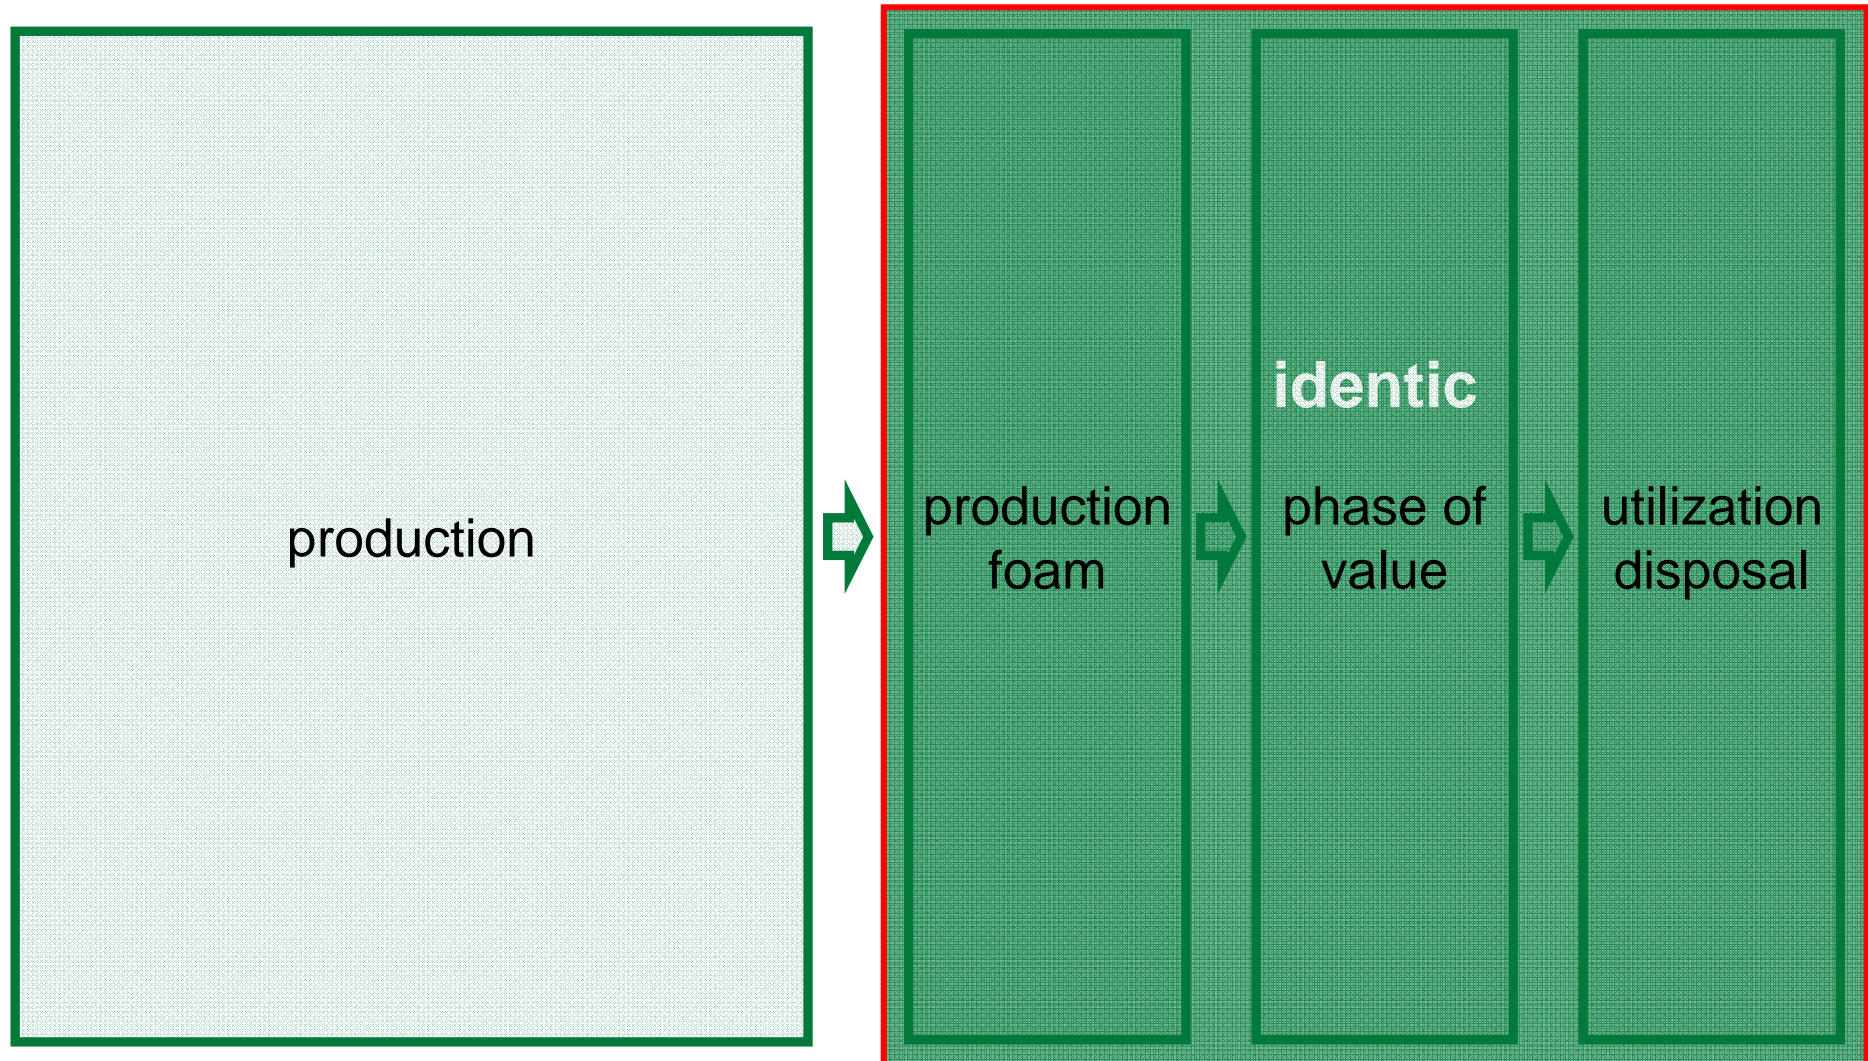 production
identic
production
foam
phase of
value
utilization
disposal